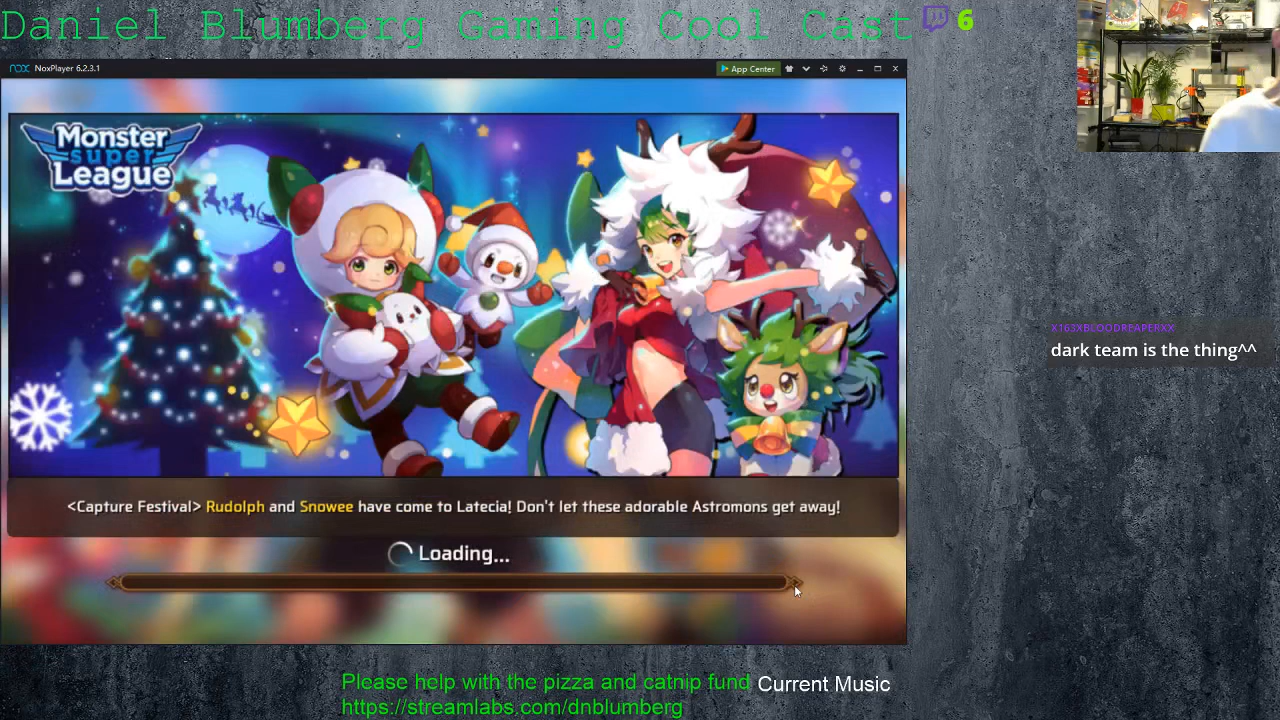 Daniel Blumberg Gaming Cool Cast 6
nox NoxPlayer 6.2.3.1
App Center
Monster
super
League
X163XBLOODREAPERXX
dark team is the thing^^
<Capture Festival> Rudolph and Snowee have come to Latecia! Don't let these adorable Astromons get away!
Loading...
Please help with the pizza and catnip fund Current Music
https://streamlabs.com/dnblumberg